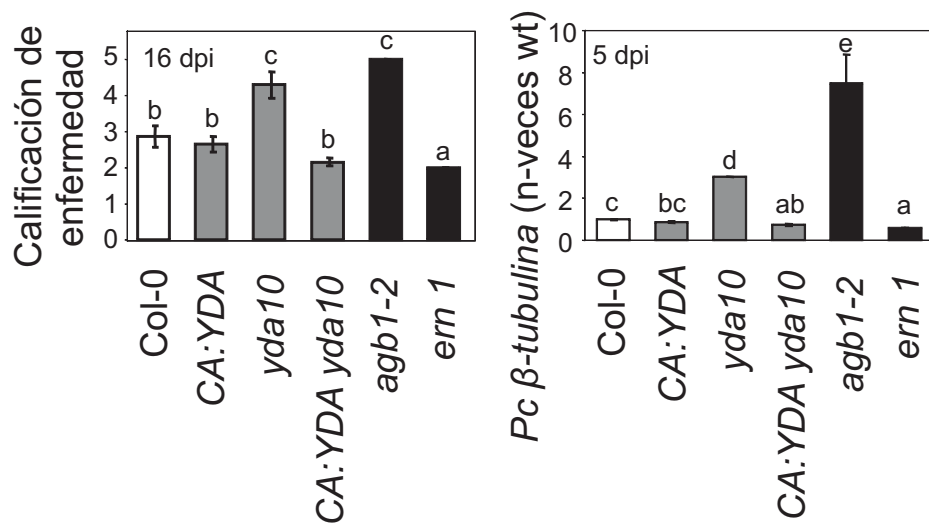 Calificación de
enfermedad
5
4
3
2
1
0
16 dpi
b
b
c
b
c
a
Col-0
CA:YDA
yda10
CA:YDA yda10
agb1-2
ern 1
Pc β-tubulina (n-veces wt)
10
8
6
4
2
0
5 dpi
c
bc
d
ab
e
a
Col-0
CA:YDA
yda10
CA:YDA yda10
agb1-2
ern 1